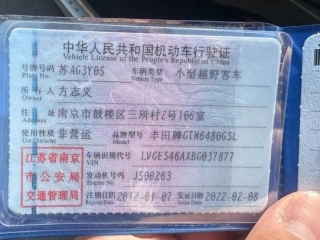 中华人民共和国机动车行驶证
Vehicle License of the People's Republic of China
号牌号码 苏AG3Y05 车辆类型 小型越野客车
Plate No. Vehicle Type
所有人 方志义
Owner
住址 南京市鼓楼区三所村2号106室
Address
使用性质 非营运 品牌型号 丰田牌GTM6480GSL
Use Character Model
江苏省南京
市公安局
交通管理局
车辆识别代号 LVGES46AXBG037877
VIN
发动机号码 J500263
Engine No.
注册日期 2012-01-07 发证日期 2022-02-08
Register Date Issue Date